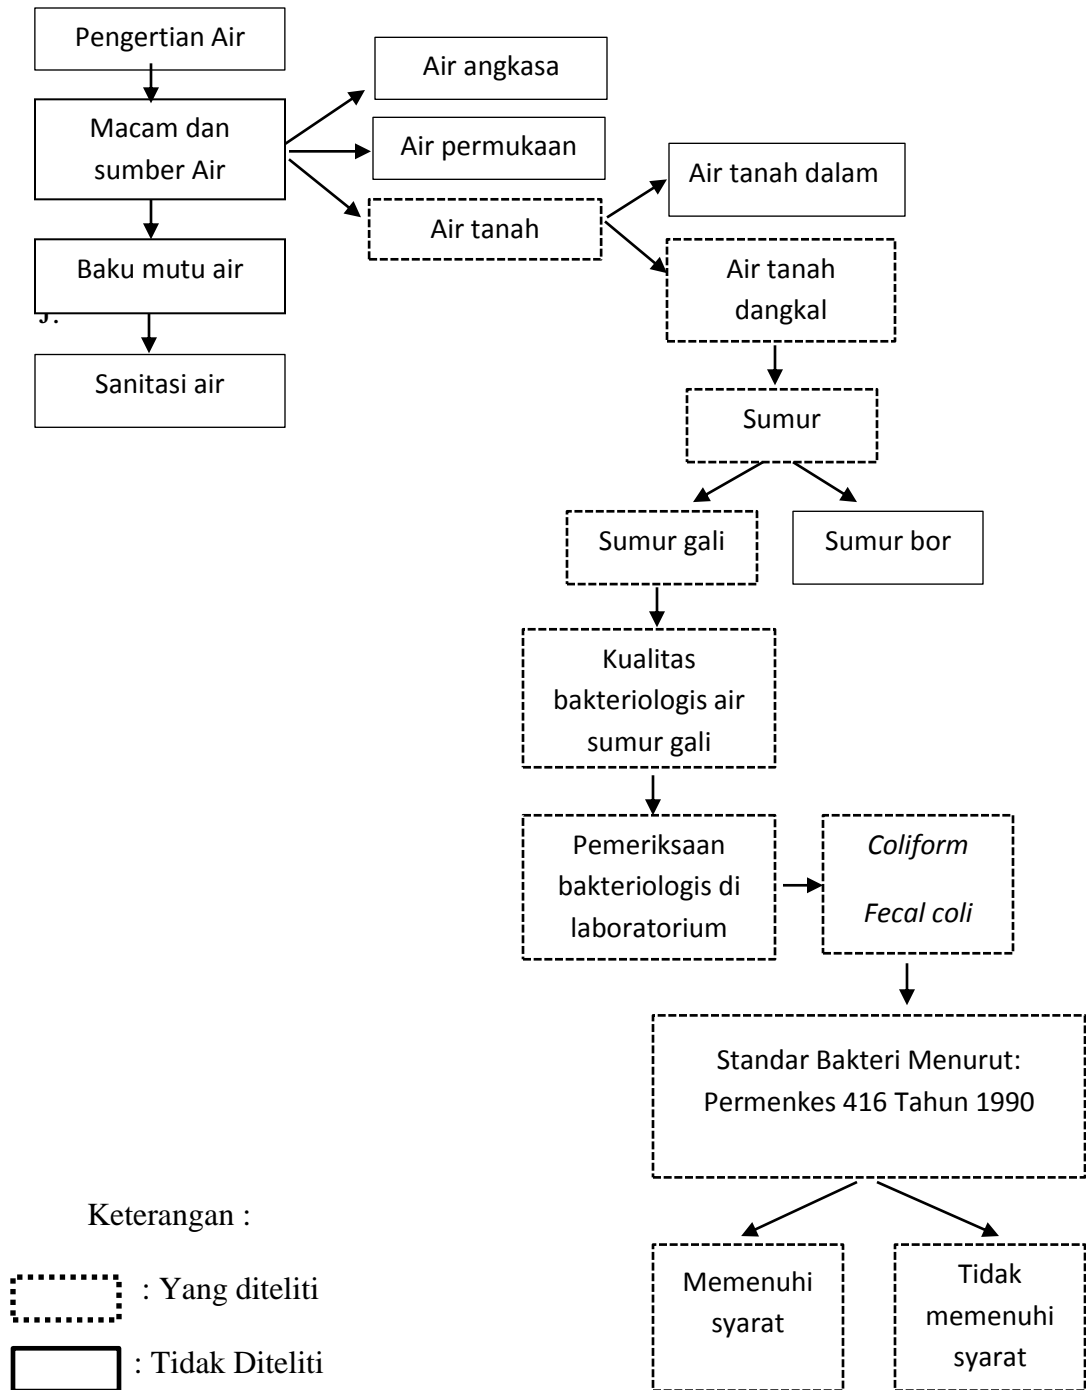 Pengertian Air
Air angkasa
Macam dan
sumber Air
Air permukaan
Air tanah dalam
Air tanah
Baku mutu air
Air tanah
dangkal
Sanitasi air
Sumur
Sumur gali
Sumur bor
Kualitas
bakteriologis air
sumur gali
Pemeriksaan
bakteriologis di
laboratorium
Coliform
Fecal coli
Standar Bakteri Menurut:
Permenkes 416 Tahun 1990
Keterangan :
: Yang diteliti
: Tidak Diteliti
Memenuhi
syarat
Tidak
memenuhi
syarat